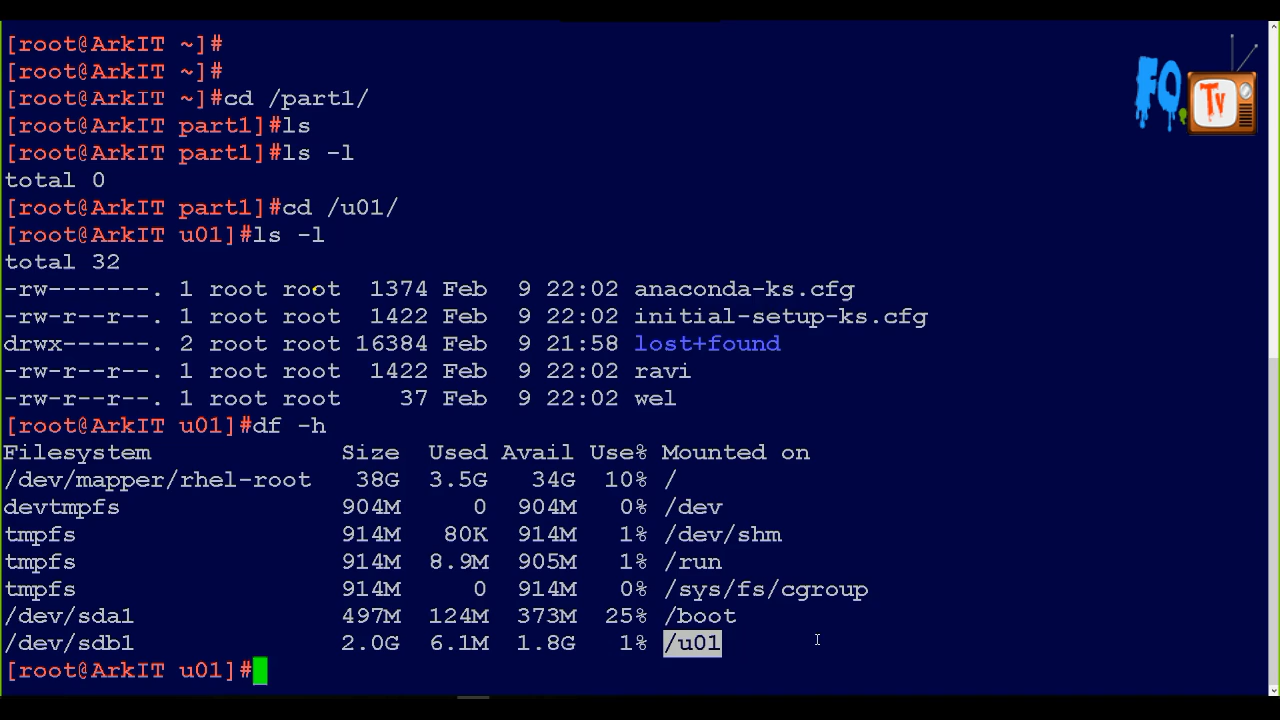 [root@ArkIT ~]#
[root@ArkIT ~]#
[root@ArkIT ~]#cd /part1/
[root@ArkIT part1]#ls
[root@ArkIT part1]#ls -l
total 0
[root@ArkIT part1]#cd /u01/
[root@ArkIT u01]#ls -l
total 32
-rw-------. 1 root root  1374 Feb  9 22:02 anaconda-ks.cfg
-rw-r--r--. 1 root root  1422 Feb  9 22:02 initial-setup-ks.cfg
drwx------. 2 root root 16384 Feb  9 21:58 lost+found
-rw-r--r--. 1 root root  1422 Feb  9 22:02 ravi
-rw-r--r--. 1 root root    37 Feb  9 22:02 wel
[root@ArkIT u01]#df -h
Filesystem             Size  Used Avail Use% Mounted on
/dev/mapper/rhel-root   38G  3.5G   34G  10% /
devtmpfs               904M     0  904M   0% /dev
tmpfs                  914M   80K  914M   1% /dev/shm
tmpfs                  914M  8.9M  905M   1% /run
tmpfs                  914M     0  914M   0% /sys/fs/cgroup
/dev/sda1              497M  124M  373M  25% /boot
/dev/sdb1              2.0G  6.1M  1.8G   1% /u01
[root@ArkIT u01]#
FQ.Tv